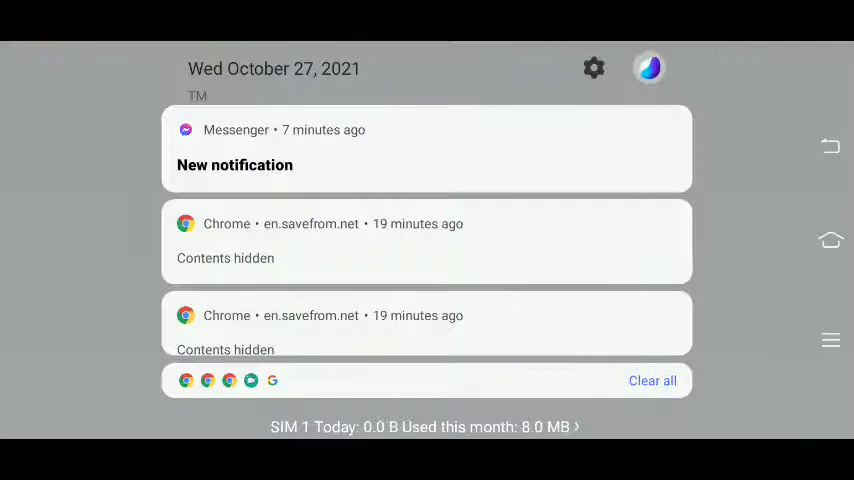 Wed October 27, 2021
TM
Messenger • 7 minutes ago
New notification
Chrome • en.savefrom.net • 19 minutes ago
Contents hidden
Chrome • en.savefrom.net • 19 minutes ago
Contents hidden
Clear all
SIM 1 Today: 0.0 B Used this month: 8.0 MB ›